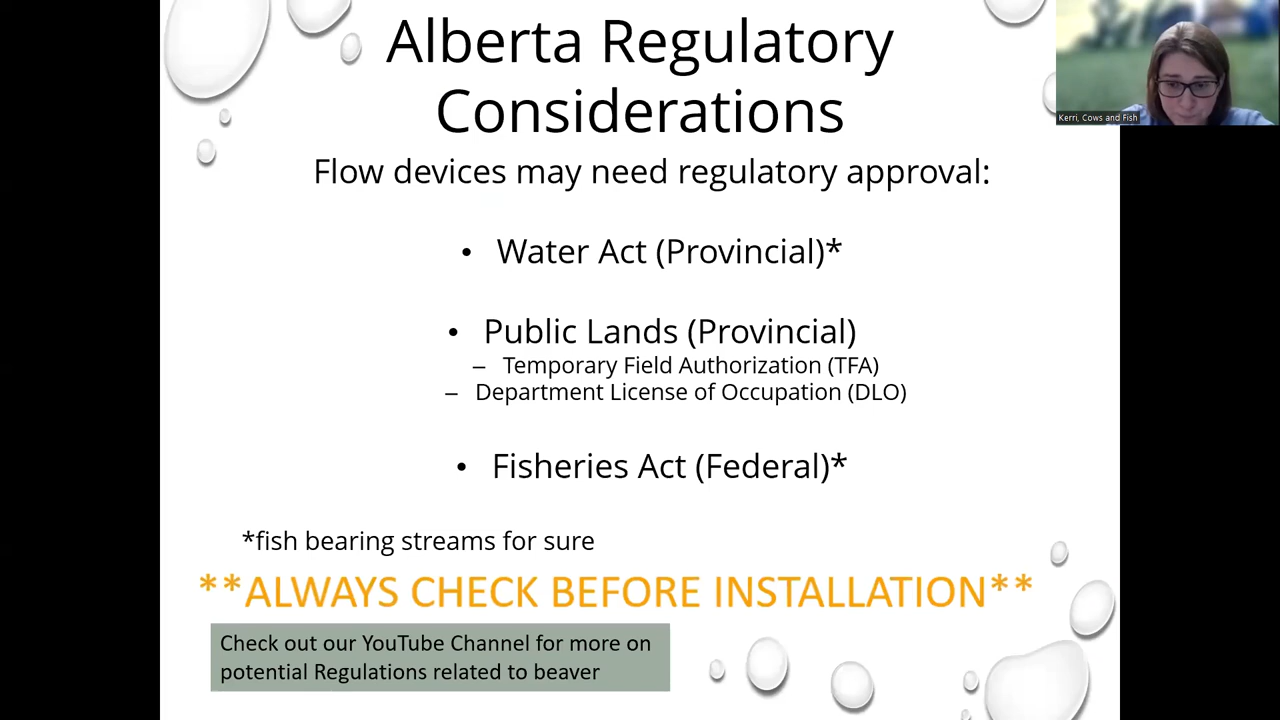 Alberta Regulatory
Considerations
Kerri, Cows and Fish
Flow devices may need regulatory approval:
• Water Act (Provincial)*
• Public Lands (Provincial)
– Temporary Field Authorization (TFA)
– Department License of Occupation (DLO)
• Fisheries Act (Federal)*
*fish bearing streams for sure
**ALWAYS CHECK BEFORE INSTALLATION**
Check out our YouTube Channel for more on
potential Regulations related to beaver